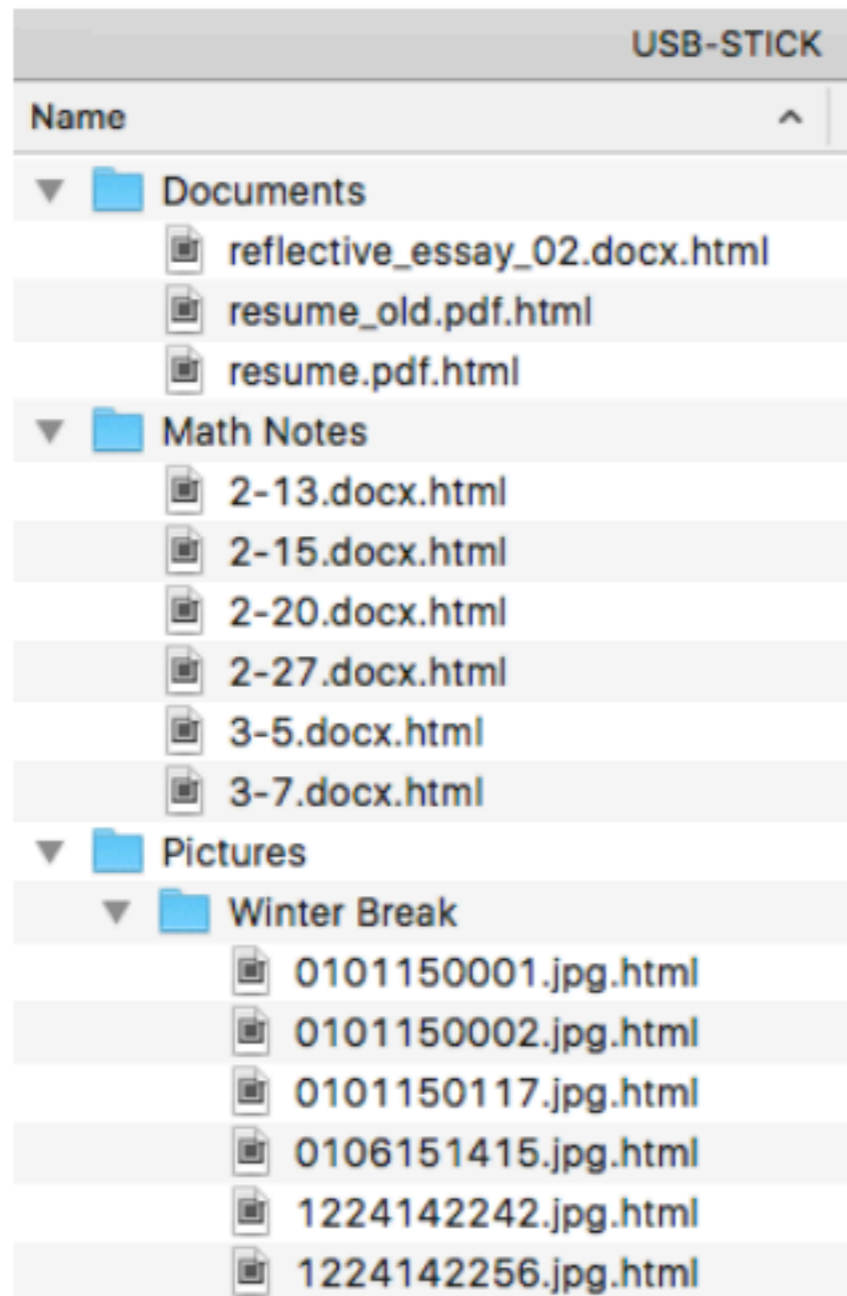 USB-STICK
Name
Documents
reflective_essay_02.docx.html
resume_old.pdf.html
resume.pdf.html
Math Notes
2-13.docx.html
2-15.docx.html
2-20.docx.html
2-27.docx.html
3-5.docx.html
3-7.docx.html
Pictures
Winter Break
0101150001.jpg.html
0101150002.jpg.html
0101150117.jpg.html
0106151415.jpg.html
1224142242.jpg.html
1224142256.jpg.html